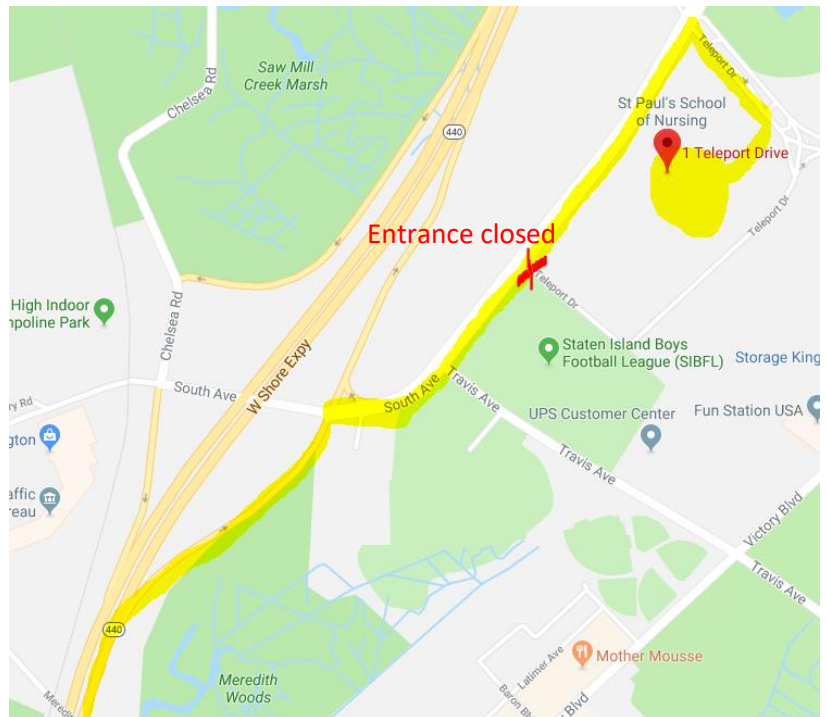 Teleport Dr
Saw Mill
Creek Marsh
Chelsea Rd
St Paul's School
of Nursing
440
1 Teleport Drive
Entrance closed
Teleport Dr
Teleport Dr
High Indoor
Park
Chelsea Rd
W Shore Expy
Staten Island Boys
Football League (SIBFL)
Storage King
South Ave
South Ave
Travis Ave
UPS Customer Center
Fun Station USA
Victory Blvd
Travis Ave
440
Latimer Ave
Mother Mousse
Meredith
Woods
Baron
Blvd